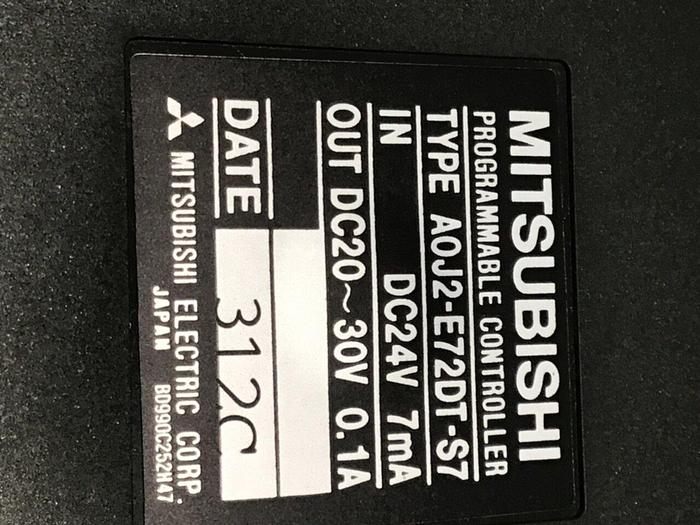 MITSUBISHI
PROGRAMMABLE CONTROLLER
TYPE A0J2-E72DT-S7
IN DC24V 7mA
OUT DC20~30V 0.1A
DATE 312C
MITSUBISHI ELECTRIC CORP.
JAPAN BD990C252H47